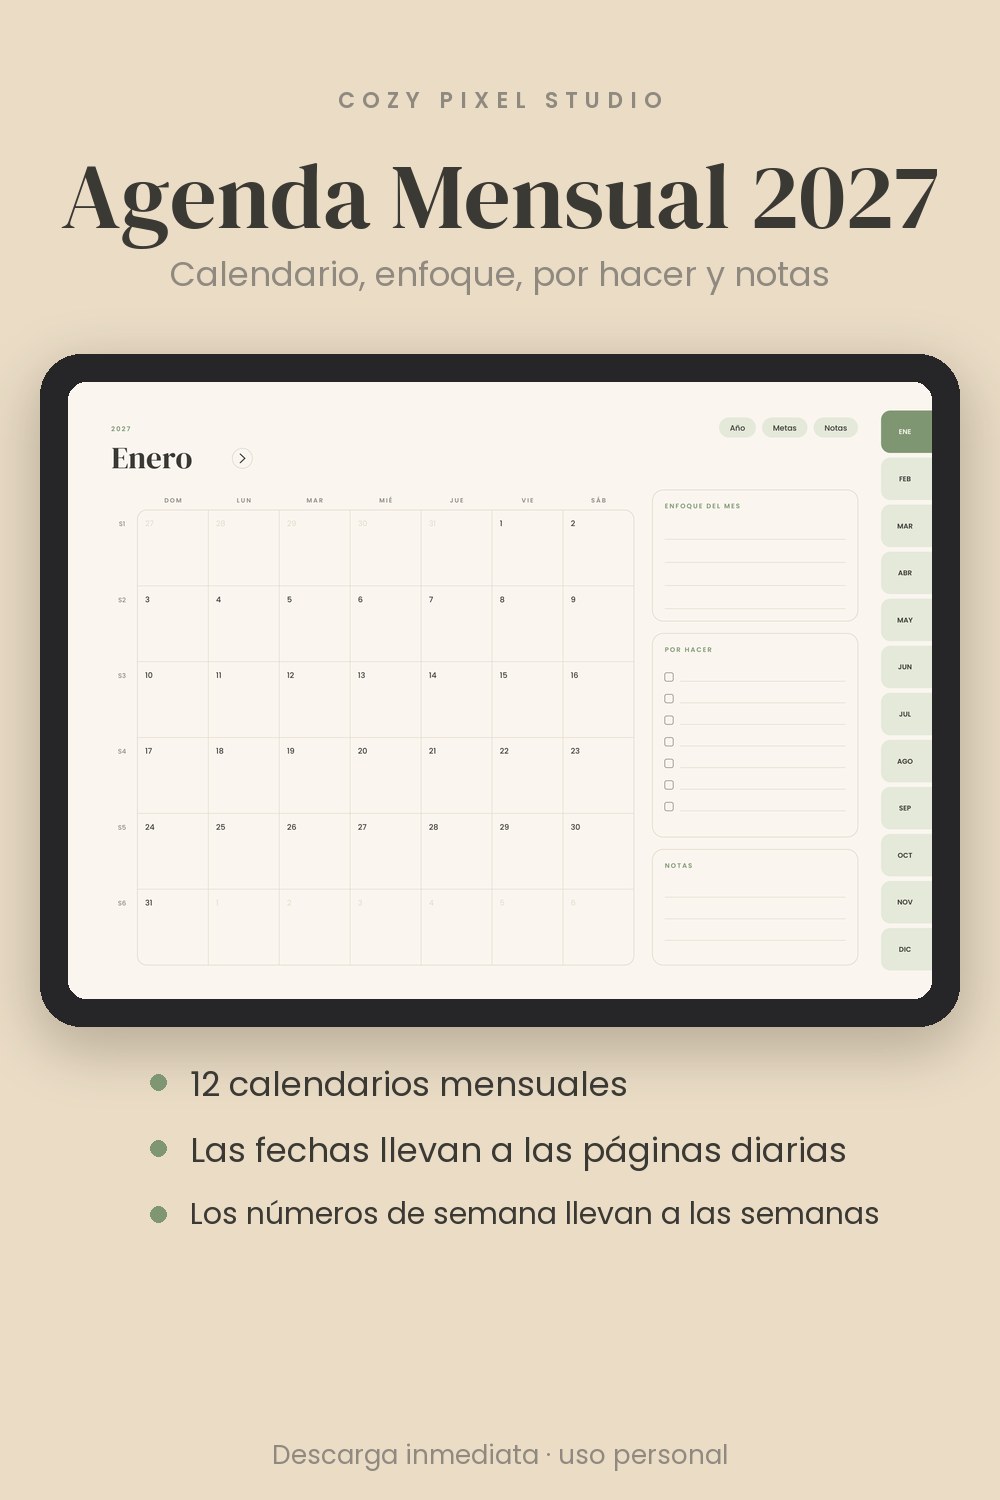 COZY PIXEL STUDIO
Agenda Mensual 2027
Calendario, enfoque, por hacer y notas
2027
Enero
Año Metas Notas
DOM LUN MAR MIÉ JUE VIE SÁB
S1 27 28 29 30 31 1 2
S2 3 4 5 6 7 8 9
S3 10 11 12 13 14 15 16
S4 17 18 19 20 21 22 23
S5 24 25 26 27 28 29 30
S6 31 1 2 3 4 5 6
ENFOQUE DEL MES
POR HACER
NOTAS
ENE
FEB
MAR
ABR
MAY
JUN
JUL
AGO
SEP
OCT
NOV
DIC
12 calendarios mensuales
Las fechas llevan a las páginas diarias
Los números de semana llevan a las semanas
Descarga inmediata · uso personal